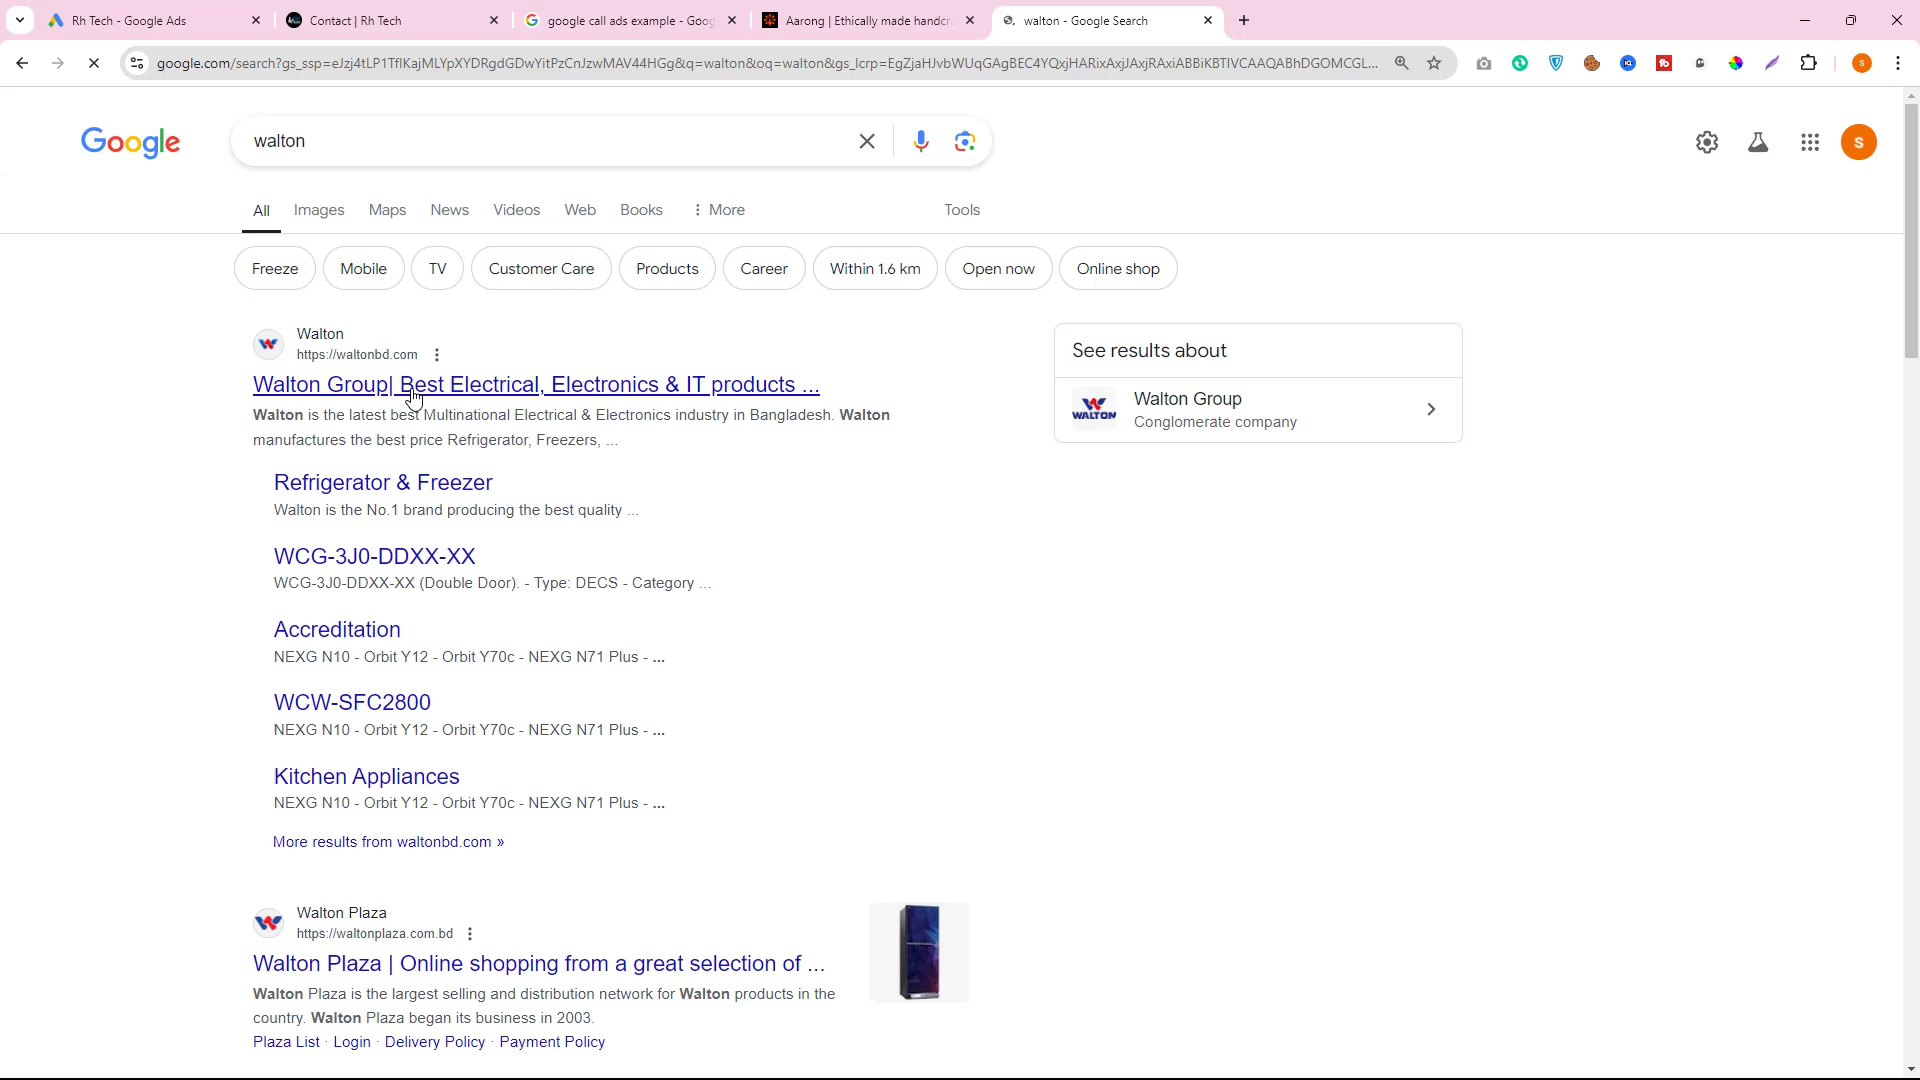 Rh Tech - Google Ads
Contact | Rh Tech
google call ads example - Goog
Aarong | Ethically made handcra
walton - Google Search
google.com/search?gs_ssp=eJzj4tLP1TflKajMLYpXYDRgdGDwYitPzCnJzwMAV44HGg&q=walton&oq=walton&gs_lcrp=EgZjaHJvbWUqGAgBEC4YQxjHARixAxjJAxjRAxiABBiKBTIVCAAQABhDGOMCGL...
S
Google
walton
S
All
Images
Maps
News
Videos
Web
Books
More
Tools
Freeze
Mobile
TV
Customer Care
Products
Career
Within 1.6 km
Open now
Online shop
Walton
https://waltonbd.com
Walton Group| Best Electrical, Electronics & IT products ...
Walton is the latest best Multinational Electrical & Electronics industry in Bangladesh. Walton
manufactures the best price Refrigerator, Freezers, ...
Refrigerator & Freezer
Walton is the No.1 brand producing the best quality ...
WCG-3J0-DDXX-XX
WCG-3J0-DDXX-XX (Double Door). - Type: DECS - Category ...
Accreditation
NEXG N10 - Orbit Y12 - Orbit Y70c - NEXG N71 Plus - ...
WCW-SFC2800
NEXG N10 - Orbit Y12 - Orbit Y70c - NEXG N71 Plus - ...
Kitchen Appliances
NEXG N10 - Orbit Y12 - Orbit Y70c - NEXG N71 Plus - ...
More results from waltonbd.com »
See results about
WALTON
Walton Group
Conglomerate company
Walton Plaza
https://waltonplaza.com.bd
Walton Plaza | Online shopping from a great selection of ...
Walton Plaza is the largest selling and distribution network for Walton products in the
country. Walton Plaza began its business in 2003.
Plaza List · Login · Delivery Policy · Payment Policy